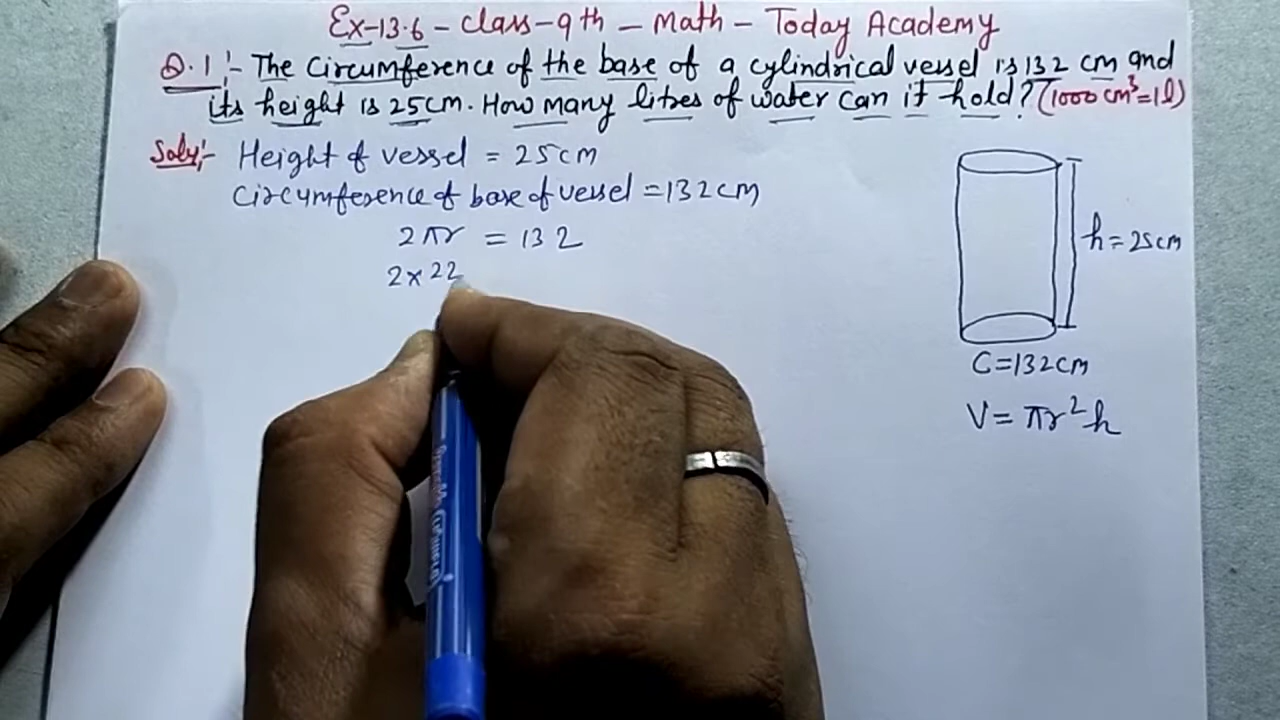 Ex-13.6 - Class-9th - Math - Today Academy
Q.1:- The Circumference of the base of a cylindrical vessel is 132 cm and
its height is 25cm. How many litres of water can it hold? (1000 cm³=1l)
Soln:- Height of vessel = 25cm
Circumference of base of vessel = 132cm
2πr = 132
2×22
h=25cm
C=132cm
V= πr²h